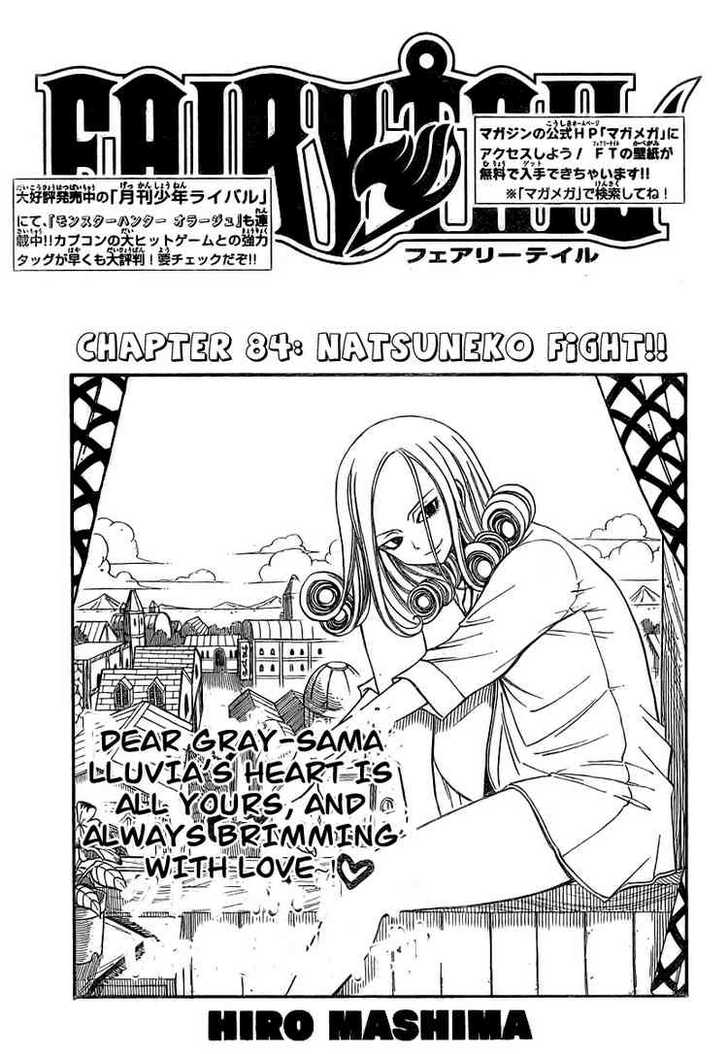 FAIRY TAIL
マガジンの公式HP「マガメガ」に
アクセスしよう! FTの壁紙が
無料で入手できちゃいます!!
※「マガメガ」で検索してね!
大好評発売中の「月刊少年ライバル」
にて、『モンスターハンター オラージュ』も連
載中!!カプコンの大ヒットゲームとの強力
タッグが早くも大評判!要チェックだぞ!!
フェアリーテイル
CHAPTER 84: NATSUNEKO FIGHT!!
DEAR GRAY-SAMA
LLUVIA'S HEART IS
ALL YOURS, AND
ALWAYS BRIMMING
WITH LOVE~!♡
HIRO MASHIMA